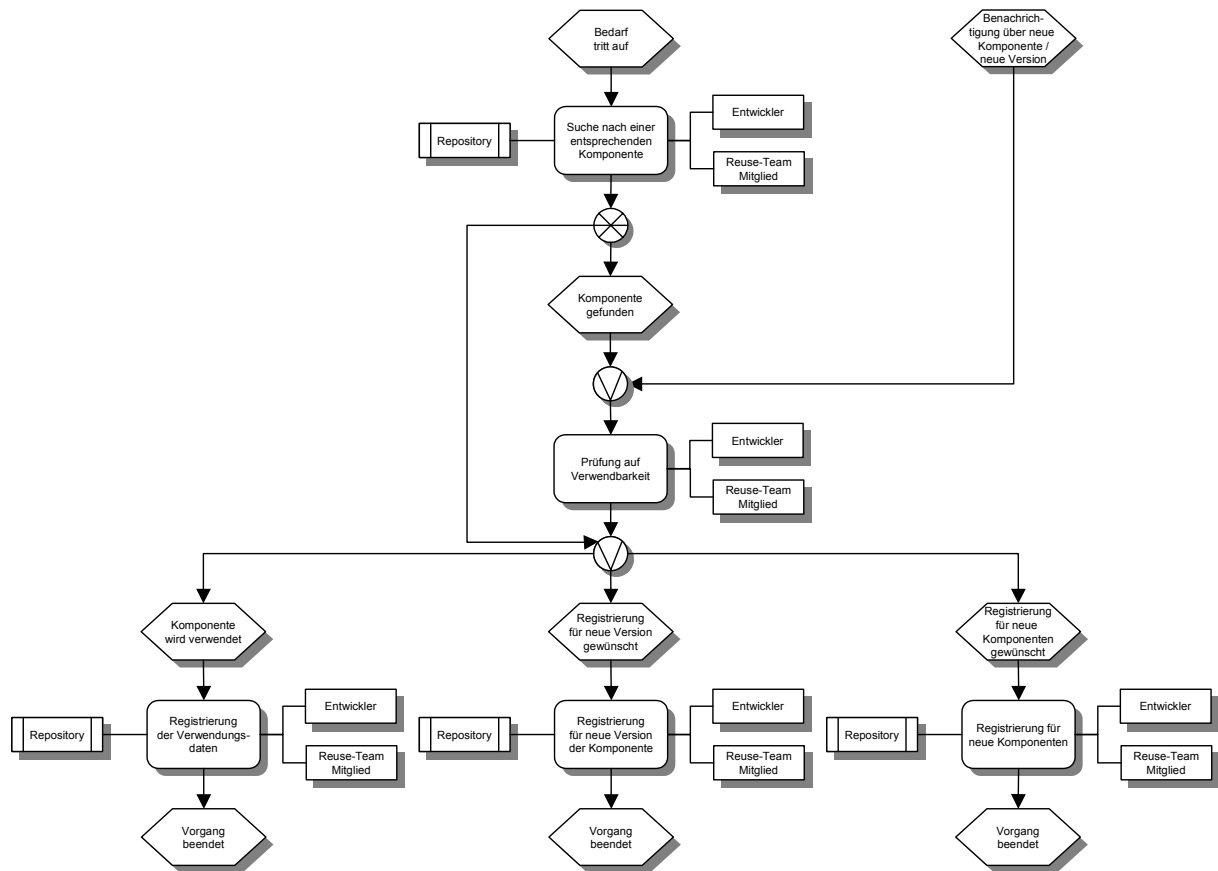 Bedarf
tritt auf
Benachrich-
tigung über neue
Komponente /
neue Version
Repository
Suche nach einer
entsprechenden
Komponente
Entwickler
Reuse-Team
Mitglied
Komponente
gefunden
Prüfung auf
Verwendbarkeit
Entwickler
Reuse-Team
Mitglied
Komponente
wird verwendet
Registrierung
für neue Version
gewünscht
Registrierung
für neue
Komponenten
gewünscht
Repository
Registrierung
der Verwendungs-
daten
Entwickler
Reuse-Team
Mitglied
Repository
Registrierung
für neue Version
der Komponente
Entwickler
Reuse-Team
Mitglied
Repository
Registrierung für
neue Komponenten
Entwickler
Reuse-Team
Mitglied
Vorgang
beendet
Vorgang
beendet
Vorgang
beendet